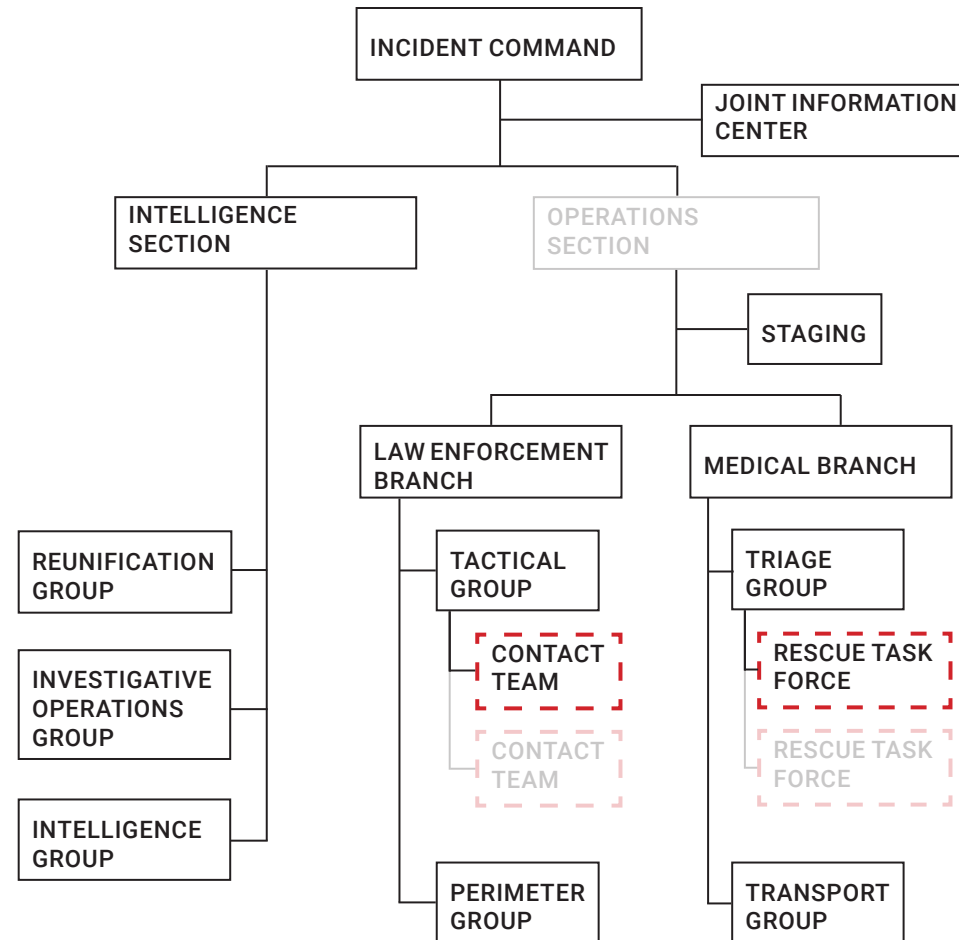 INCIDENT COMMAND
JOINT INFORMATION
CENTER
INTELLIGENCE
SECTION
OPERATIONS
SECTION
STAGING
LAW ENFORCEMENT
BRANCH
MEDICAL BRANCH
REUNIFICATION
GROUP
TACTICAL
GROUP
TRIAGE
GROUP
CONTACT
TEAM
RESCUE TASK
FORCE
INVESTIGATIVE
OPERATIONS
GROUP
CONTACT
TEAM
RESCUE TASK
FORCE
INTELLIGENCE
GROUP
PERIMETER
GROUP
TRANSPORT
GROUP